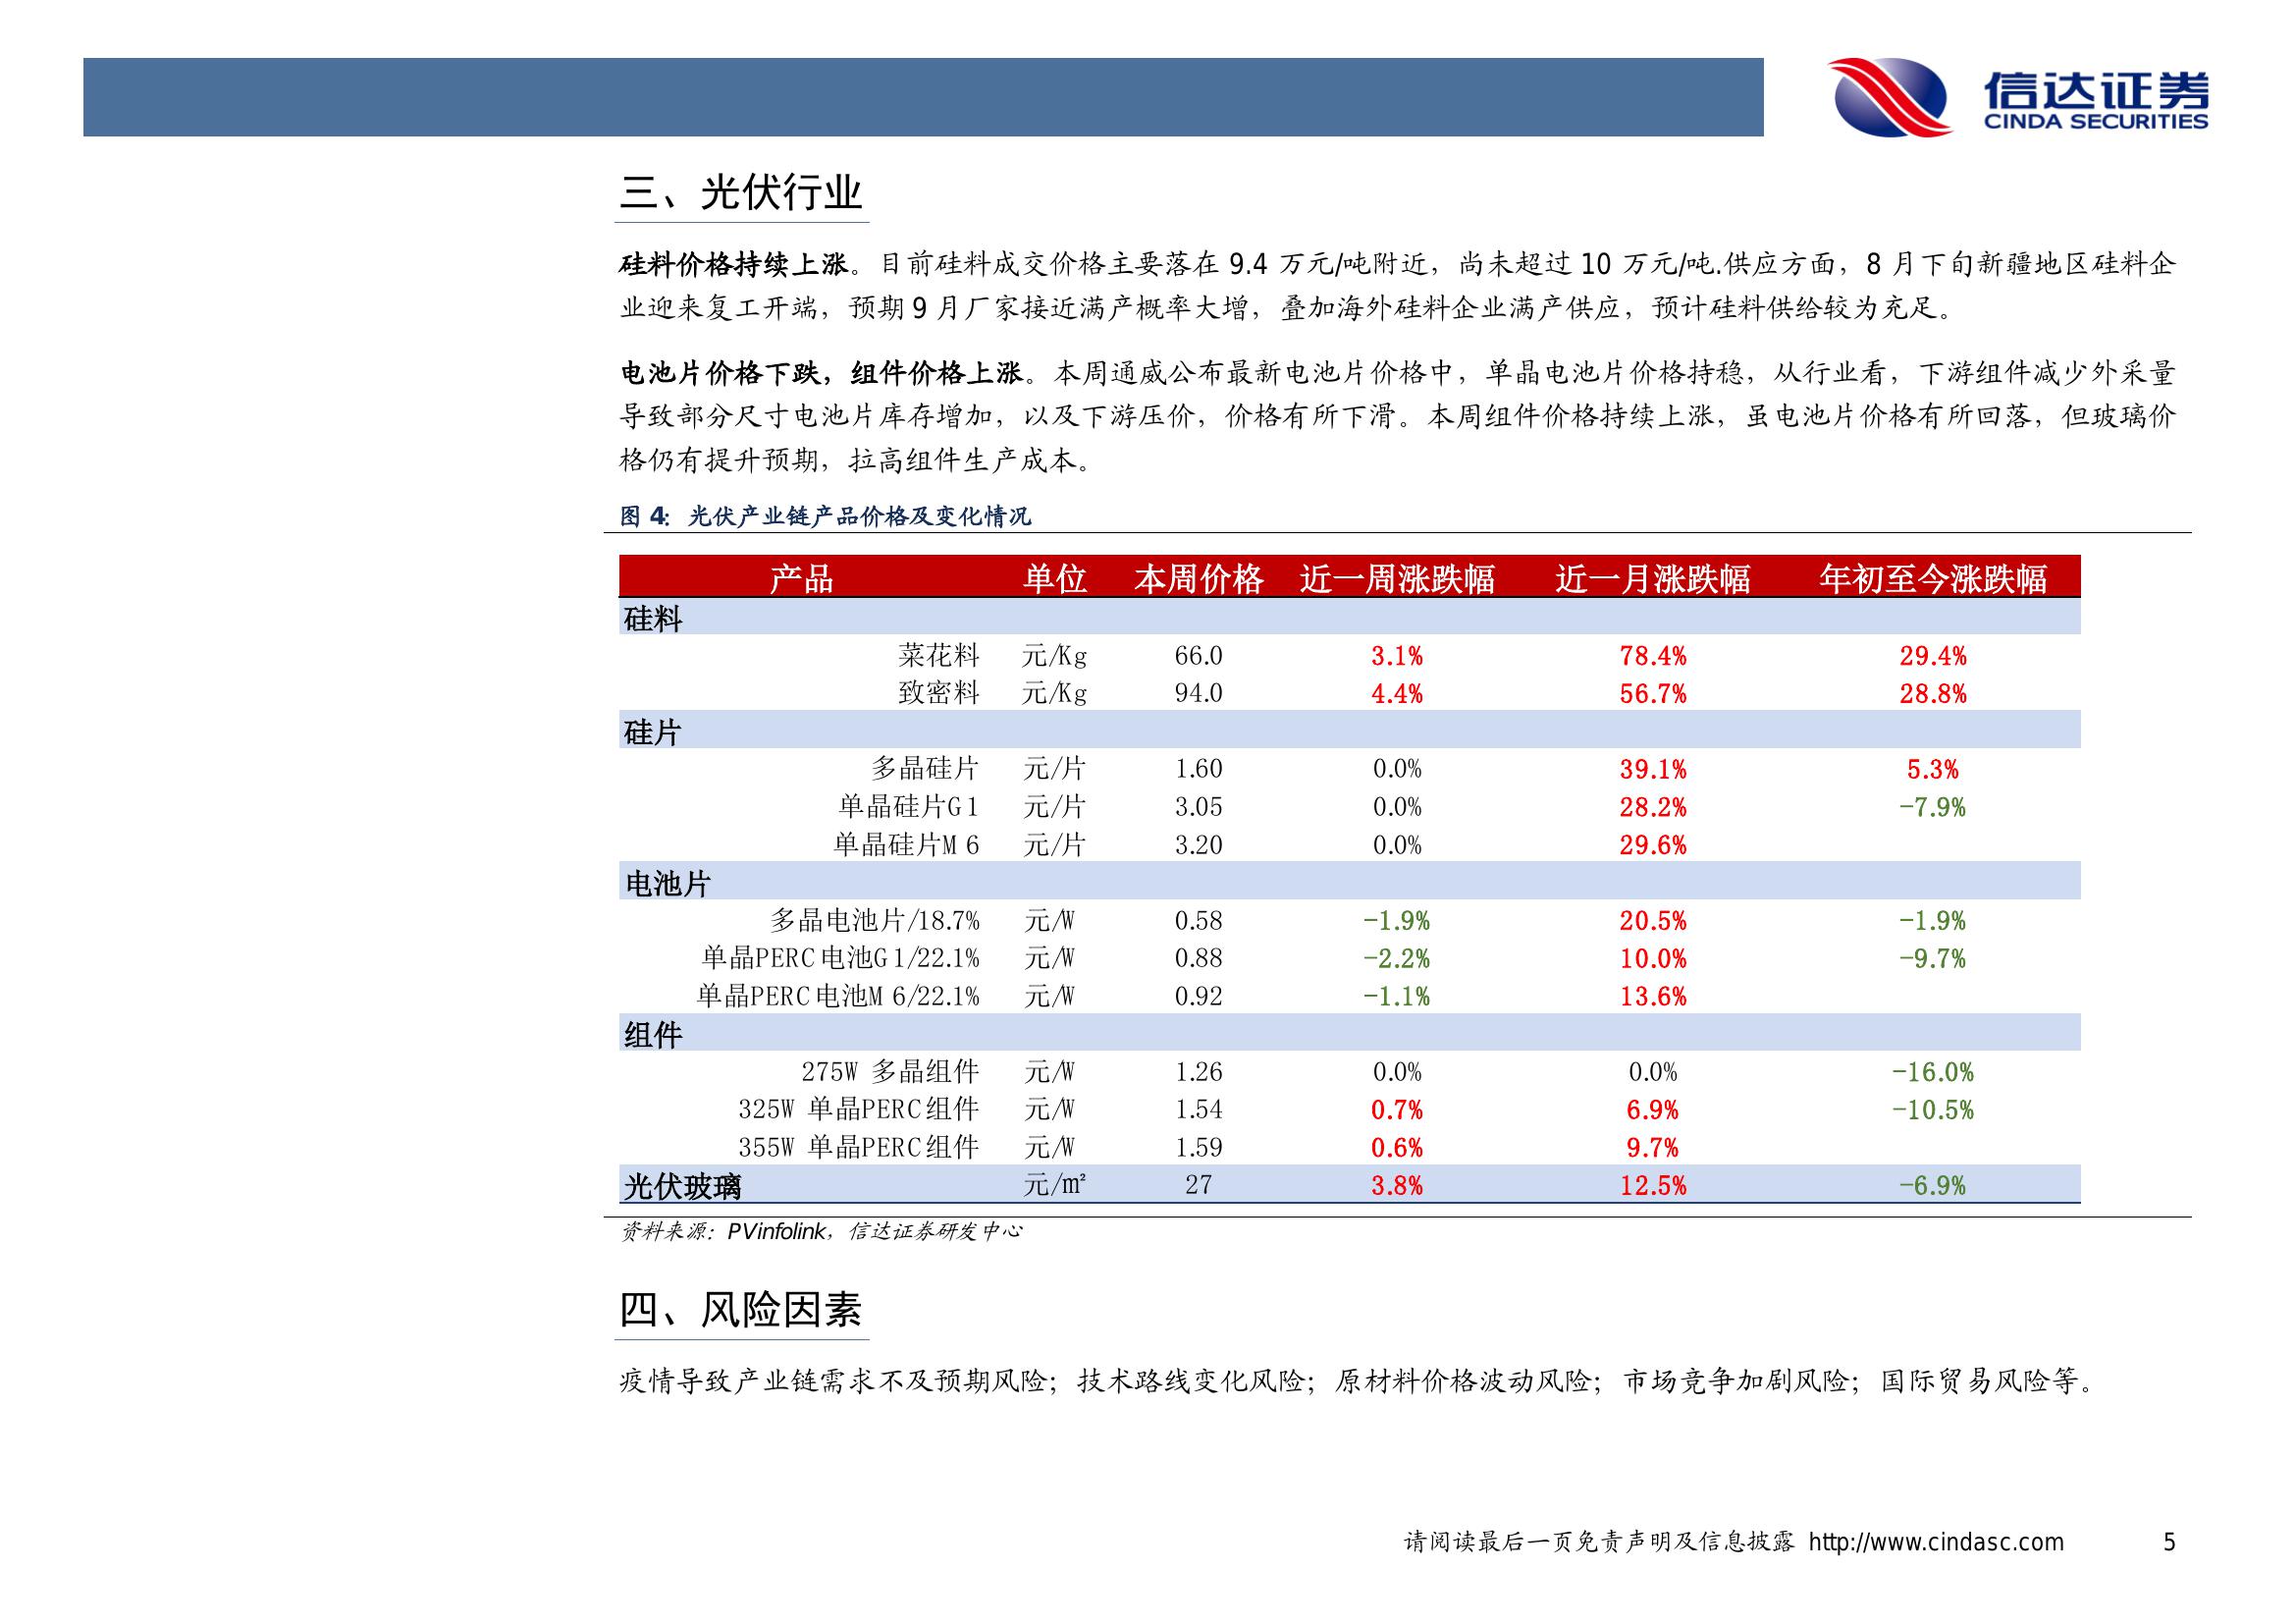 信达证券
CINDA SECURITIES
三、光伏行业
硅料价格持续上涨。目前硅料成交价格主要落在 9.4 万元/吨附近，尚未超过 10 万元/吨.供应方面，8 月下旬新疆地区硅料企
业迎来复工开端，预期 9 月厂家接近满产概率大增，叠加海外硅料企业满产供应，预计硅料供给较为充足。
电池片价格下跌，组件价格上涨。本周通威公布最新电池片价格中，单晶电池片价格持稳，从行业看，下游组件减少外采量
导致部分尺寸电池片库存增加，以及下游压价，价格有所下滑。本周组件价格持续上涨，虽电池片价格有所回落，但玻璃价
格仍有提升预期，拉高组件生产成本。
图 4：光伏产业链产品价格及变化情况
产品 单位 本周价格 近一周涨跌幅 近一月涨跌幅 年初至今涨跌幅
硅料
菜花料 元/Kg 66.0 3.1% 78.4% 29.4%
致密料 元/Kg 94.0 4.4% 56.7% 28.8%
硅片
多晶硅片 元/片 1.60 0.0% 39.1% 5.3%
单晶硅片G1 元/片 3.05 0.0% 28.2% -7.9%
单晶硅片M6 元/片 3.20 0.0% 29.6%
电池片
多晶电池片/18.7% 元/W 0.58 -1.9% 20.5% -1.9%
单晶PERC电池G1/22.1% 元/W 0.88 -2.2% 10.0% -9.7%
单晶PERC电池M6/22.1% 元/W 0.92 -1.1% 13.6%
组件
275W 多晶组件 元/W 1.26 0.0% 0.0% -16.0%
325W 单晶PERC组件 元/W 1.54 0.7% 6.9% -10.5%
355W 单晶PERC组件 元/W 1.59 0.6% 9.7%
光伏玻璃 元/m² 27 3.8% 12.5% -6.9%
资料来源：PVinfolink，信达证券研发中心
四、风险因素
疫情导致产业链需求不及预期风险；技术路线变化风险；原材料价格波动风险；市场竞争加剧风险；国际贸易风险等。
请阅读最后一页免责声明及信息披露 http://www.cindasc.com 5